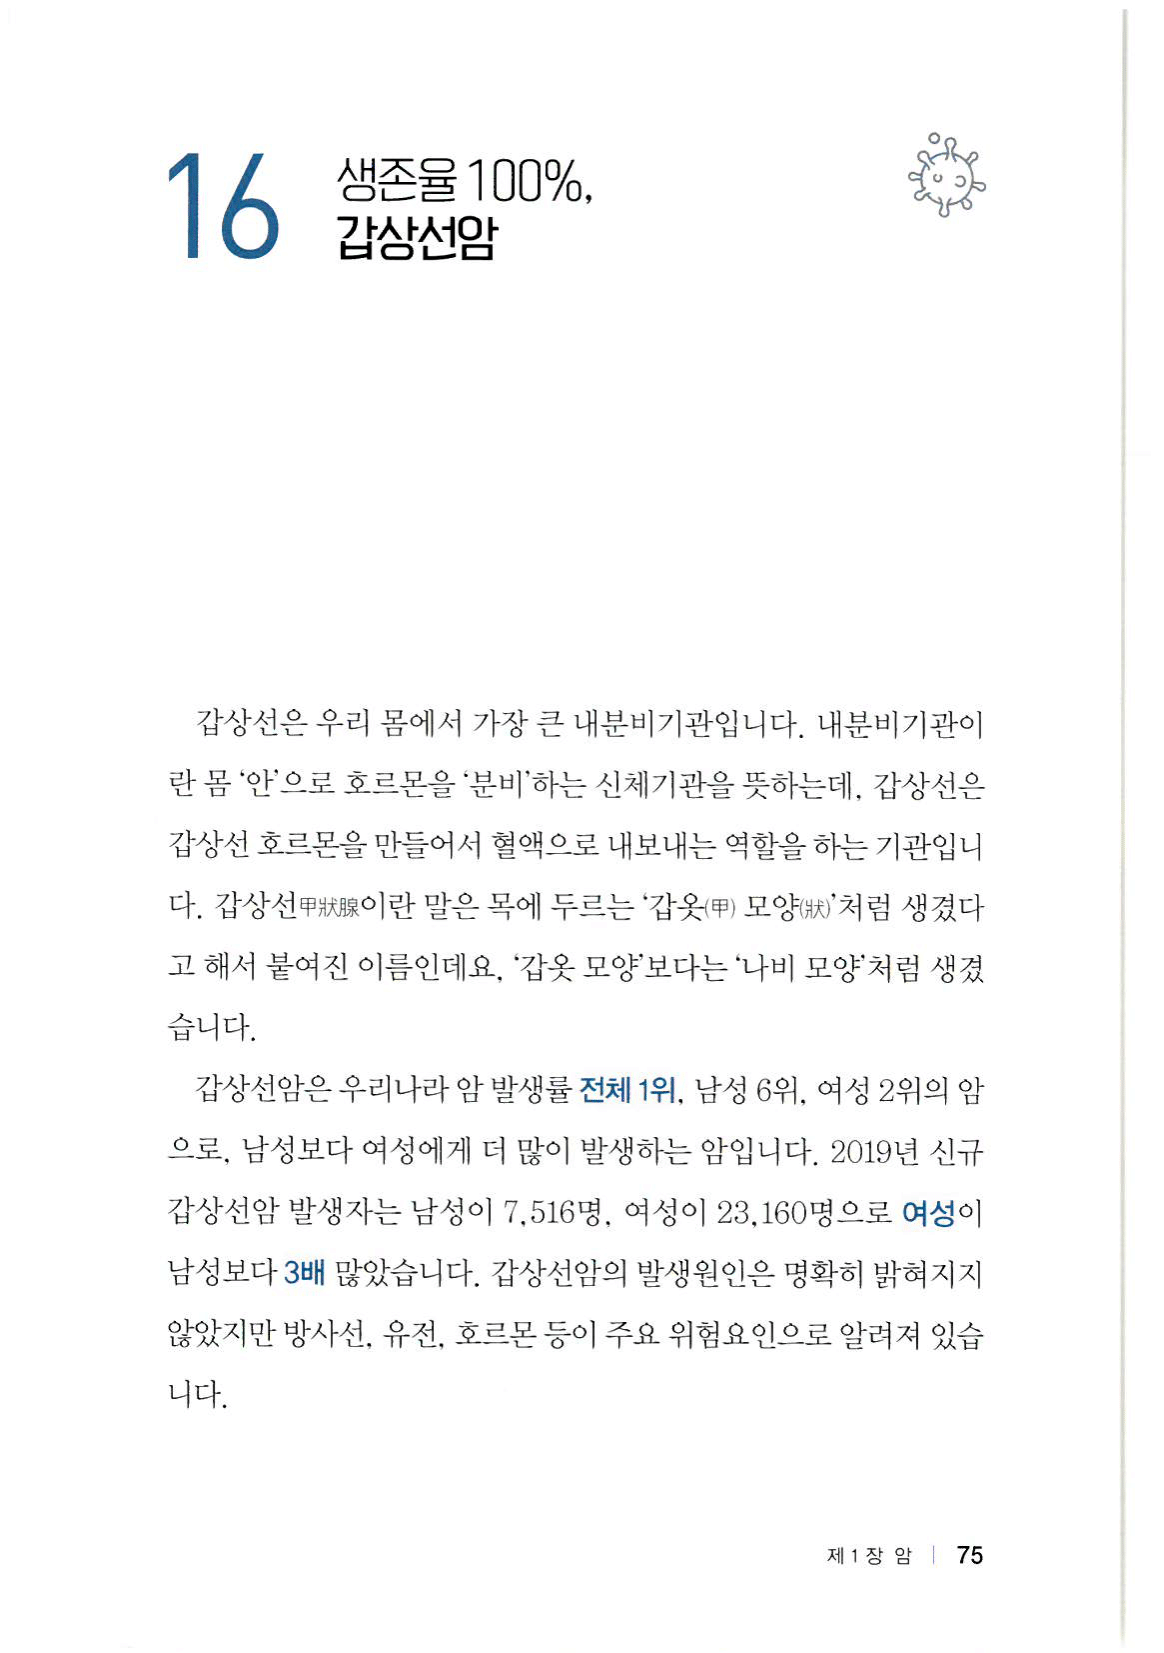 16
생존율 100%,
갑상선암
갑상선은 우리 몸에서 가장 큰 내분비기관입니다. 내분비기관이
란 몸 ‘안’으로 호르몬을 ‘분비’하는 신체기관을 뜻하는데, 갑상선은
갑상선 호르몬을 만들어서 혈액으로 내보내는 역할을 하는 기관입니
다. 갑상선甲狀腺이란 말은 목에 두르는 ‘갑옷(甲) 모양(狀)’처럼 생겼다
고 해서 붙여진 이름인데요, ‘갑옷 모양’보다는 ‘나비 모양’처럼 생겼
습니다.
갑상선암은 우리나라 암 발생률 전체 1위, 남성 6위, 여성 2위의 암
으로, 남성보다 여성에게 더 많이 발생하는 암입니다. 2019년 신규
갑상선암 발생자는 남성이 7,516명, 여성이 23,160명으로 여성이
남성보다 3배 많았습니다. 갑상선암의 발생원인은 명확히 밝혀지지
않았지만 방사선, 유전, 호르몬 등이 주요 위험요인으로 알려져 있습
니다.
제1장 암 | 75